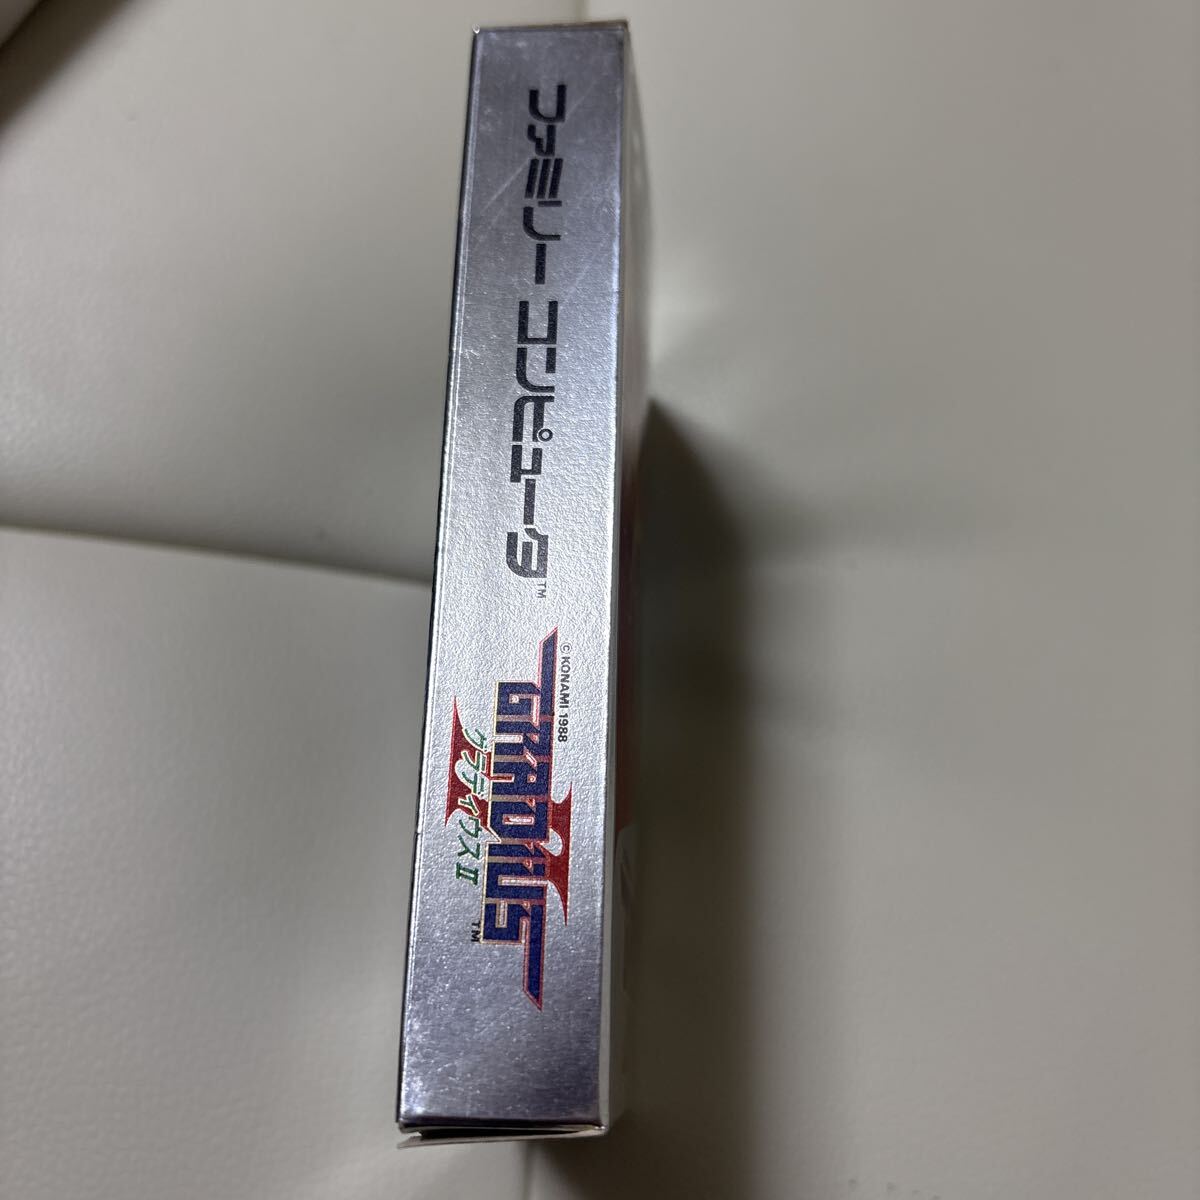 ファミリー コンピュータ™
© KONAMI 1988
GRADIUS II
グラディウスII
TM